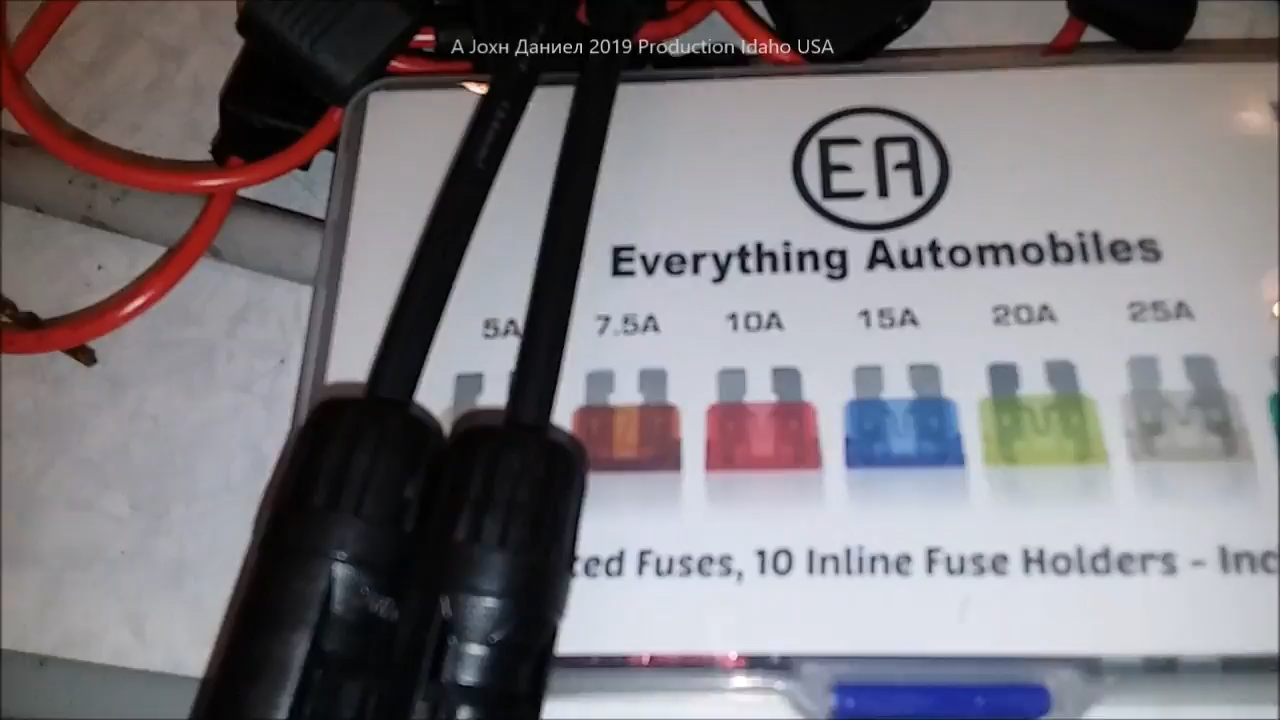 А Јохн Даниел 2019 Production Idaho USA
EA
Everything Automobiles
5A 7.5A 10A 15A 20A 25A
Fuses, 10 Inline Fuse Holders -